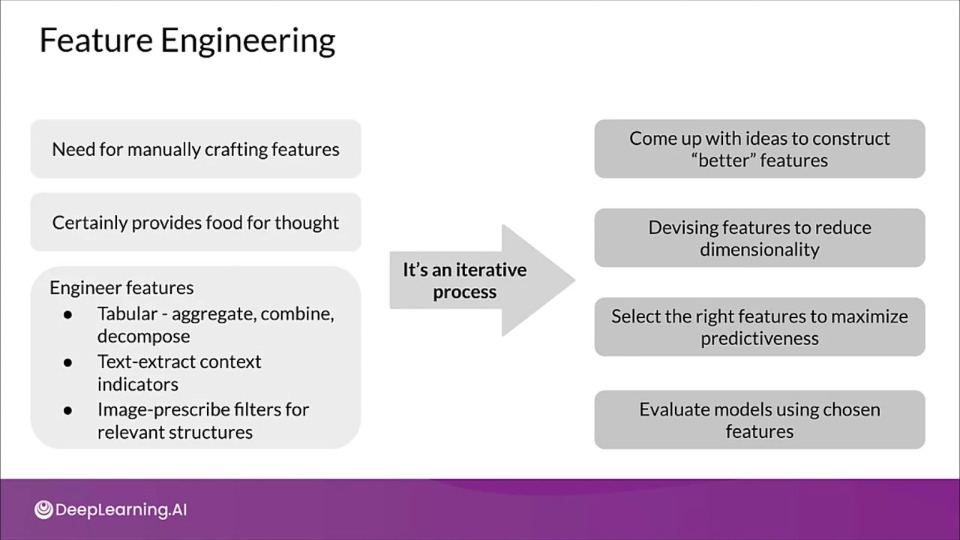 Feature Engineering
Need for manually crafting features
Certainly provides food for thought
Engineer features
● Tabular - aggregate, combine,
decompose
● Text-extract context
indicators
● Image-prescribe filters for
relevant structures
It's an iterative
process
Come up with ideas to construct
“better” features
Devising features to reduce
dimensionality
Select the right features to maximize
predictiveness
Evaluate models using chosen
features
DeepLearning.AI